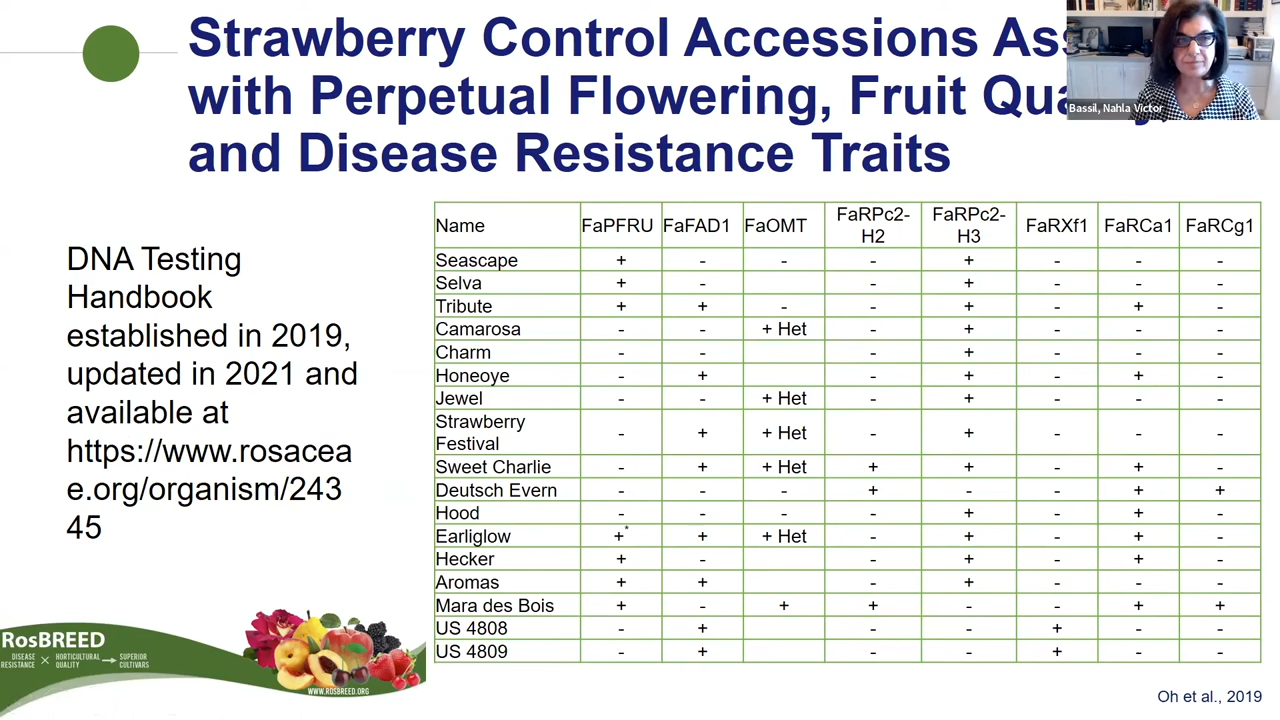 Strawberry Control Accessions
with Perpetual Flowering, Fruit
and Disease Resistance Traits
Bassil, Nahla Victor
DNA Testing
Handbook
established in 2019,
updated in 2021 and
available at
https://www.rosacea
e.org/organism/243
45
Name FaPFRU FaFAD1 FaOMT FaRPc2-H2 FaRPc2-H3 FaRXf1 FaRCa1 FaRCg1
Seascape + - - - + - - -
Selva + - - + - - -
Tribute + + - - + - + -
Camarosa - - + Het - + - - -
Charm - - - + - - -
Honeoye - + - + - + -
Jewel - - + Het - + - - -
Strawberry
Festival - + + Het - + - - -
Sweet Charlie - + + Het + + - + -
Deutsch Evern - - - + - - + +
Hood - - - - + - + -
Earliglow +* + + Het - + - + -
Hecker + - - + - + -
Aromas + + - + - - -
Mara des Bois + - + + - - + +
US 4808 - + - - + - -
US 4809 - + - - + - -
RosBREED
DISEASE RESISTANCE × HORTICULTURAL QUALITY → SUPERIOR CULTIVARS
WWW.ROSBREED.ORG
Oh et al., 2019